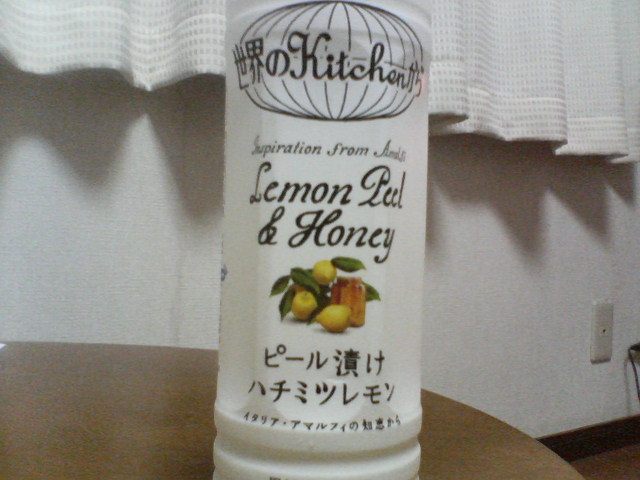 世界のKitchenから
Inspiration from Amalfi
Lemon Peel
& Honey
ピール漬け
ハチミツレモン
イタリア・アマルフィの知恵から